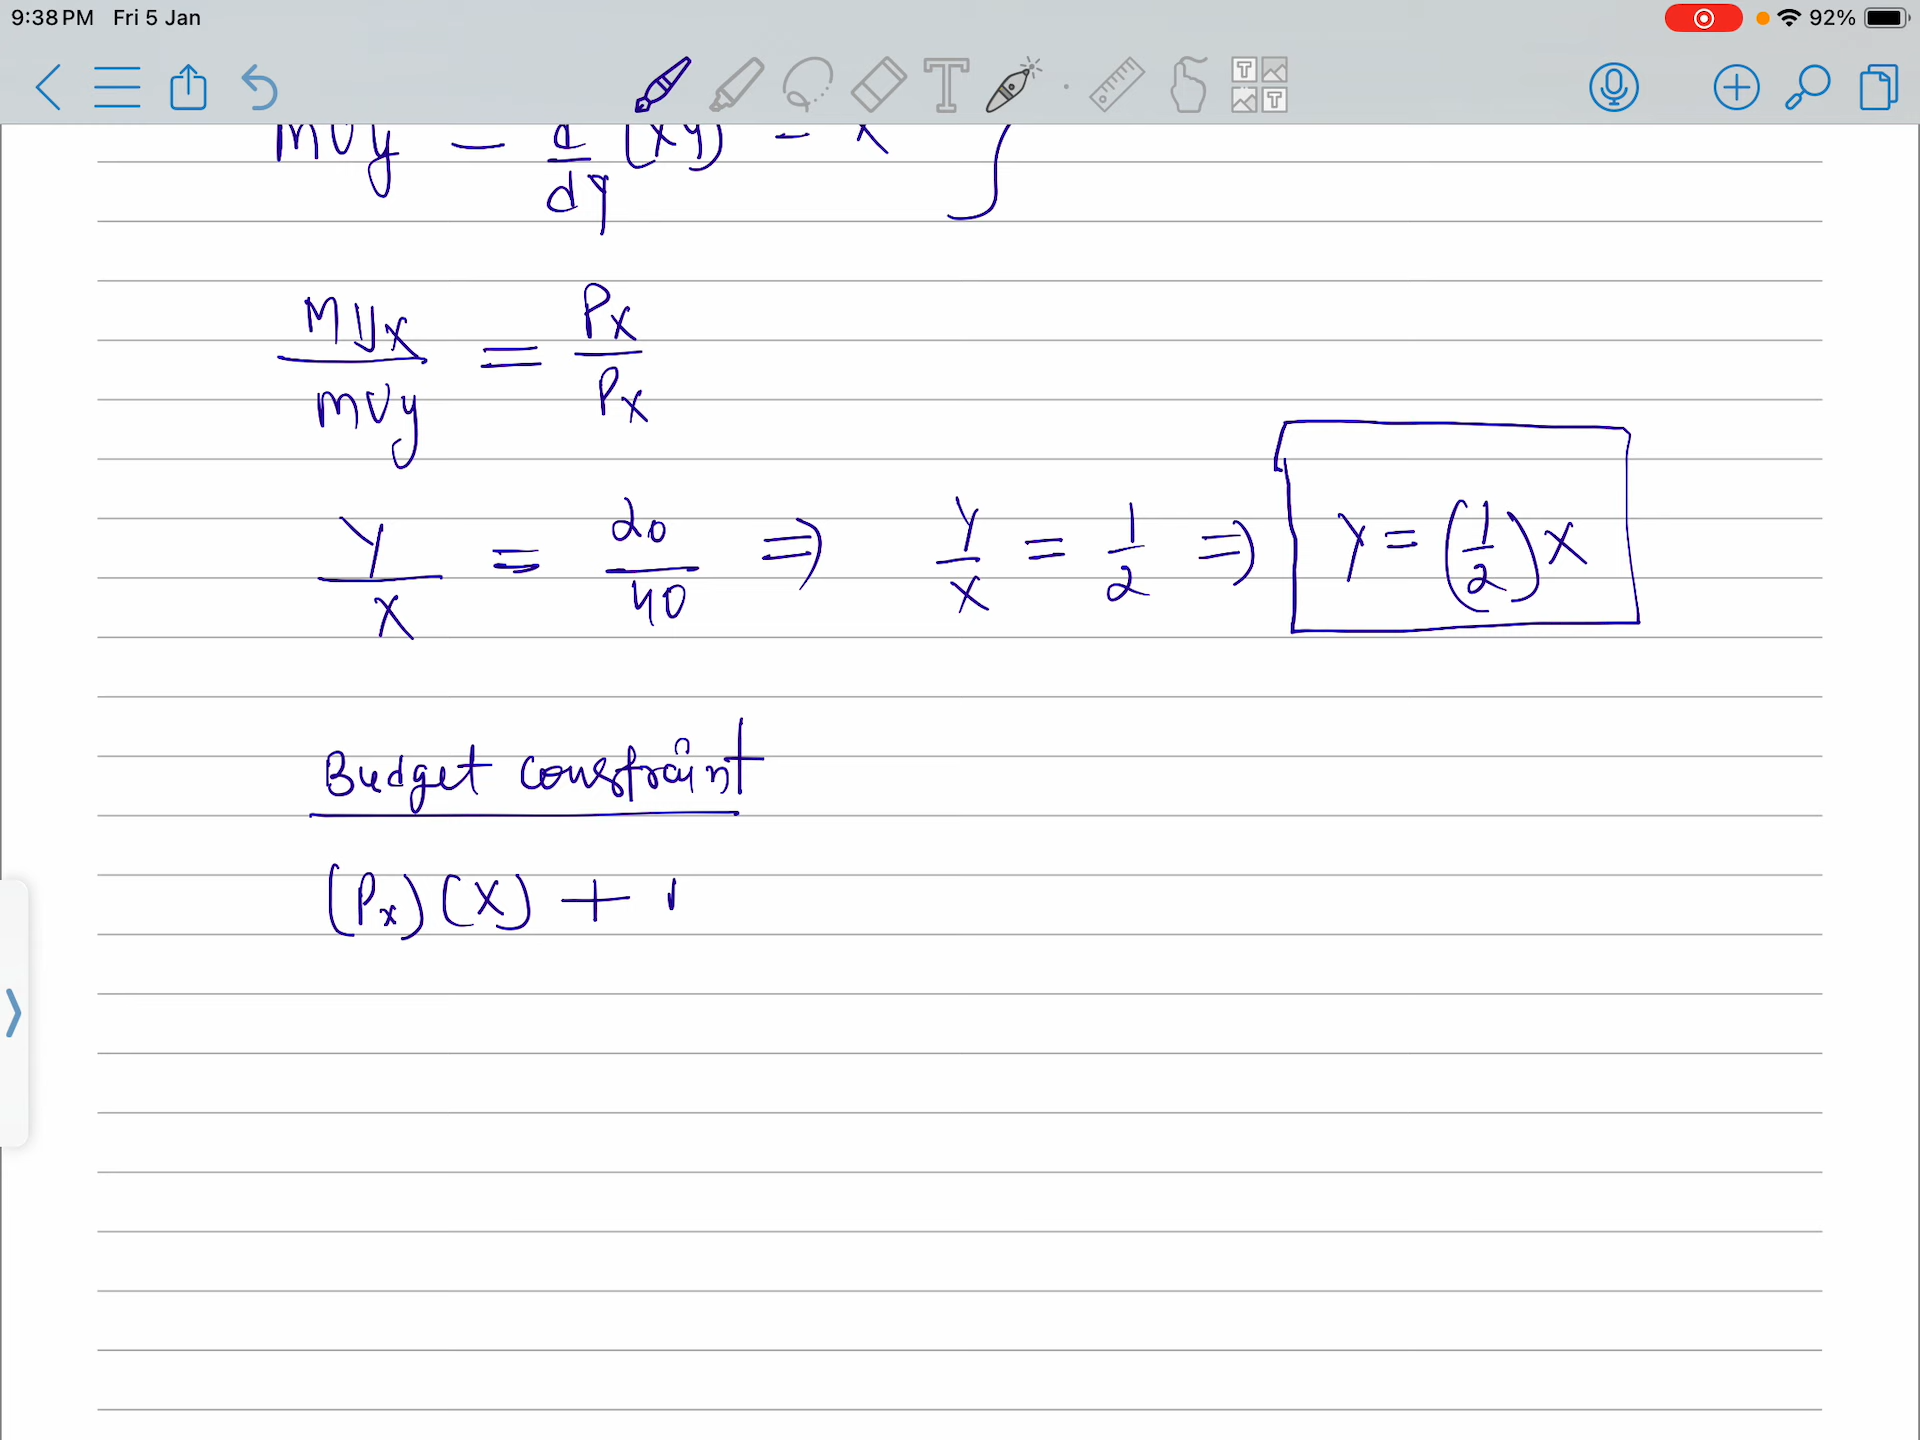 9:38 PM Fri 5 Jan 92%
MUy = d/dy (xy) = x
MUx/MUy = Px/Px
Y/X = 20/40 ⇒ Y/X = 1/2 ⇒ Y = (1/2) X
Budget constraint
(Px) (X) +